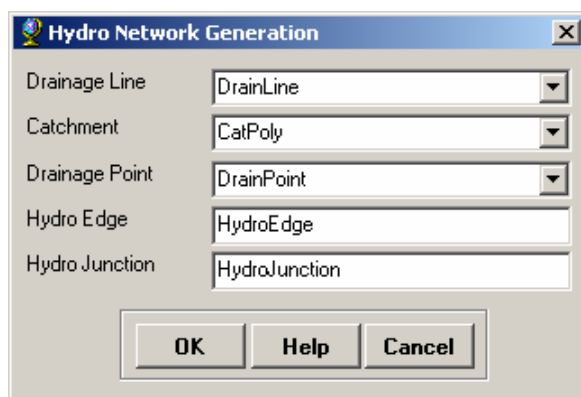 Hydro Network Generation
Drainage Line DrainLine
Catchment CatPoly
Drainage Point DrainPoint
Hydro Edge HydroEdge
Hydro Junction HydroJunction
OK Help Cancel